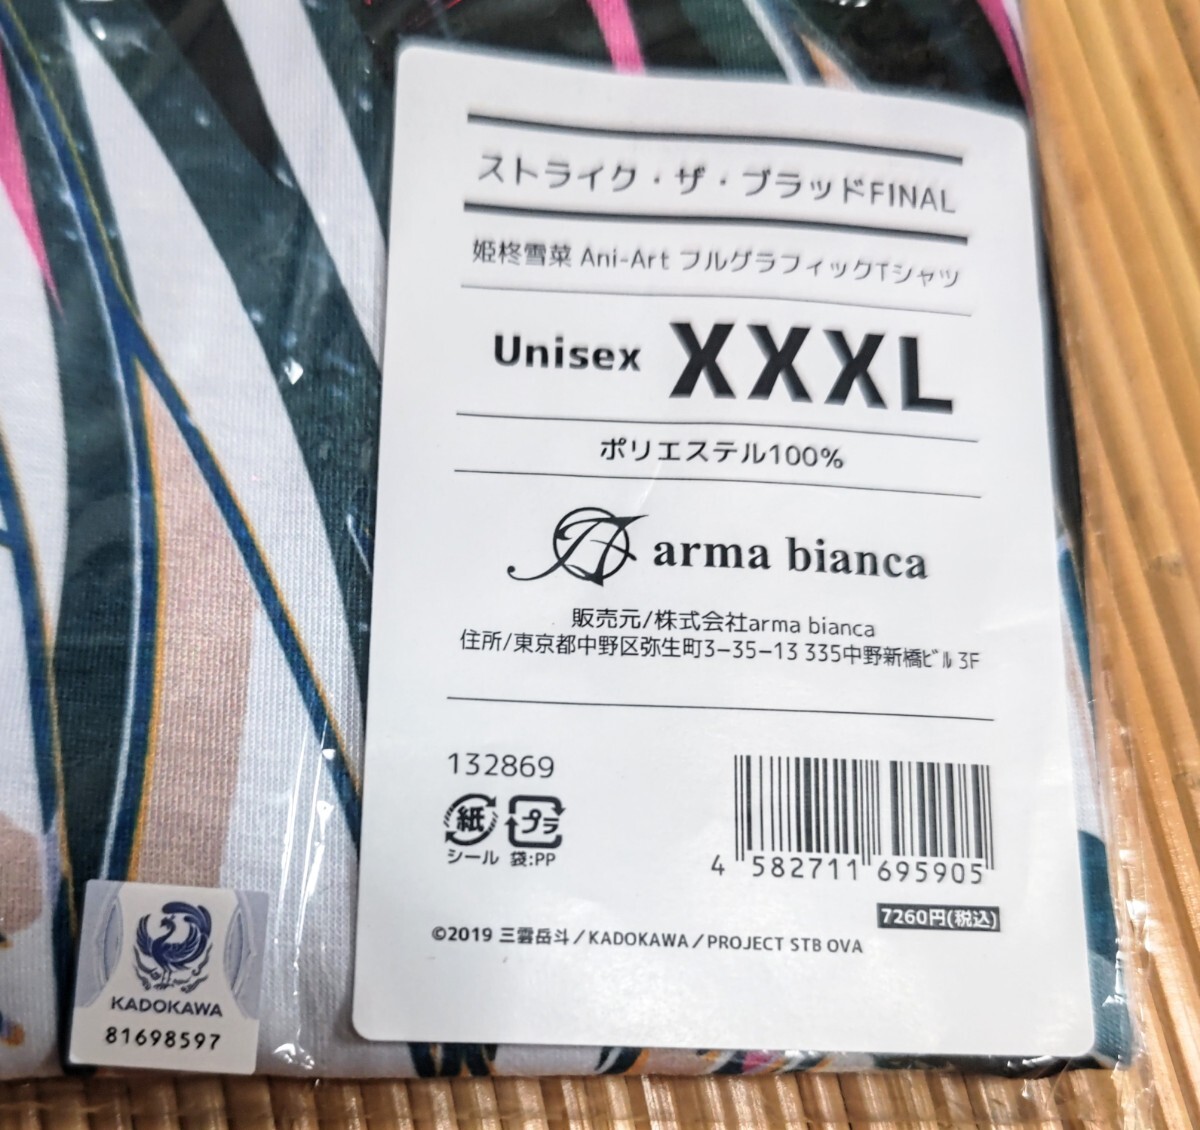 ストライク・ザ・ブラッドFINAL
姫柊雪菜 Ani-Art フルグラフィックTシャツ
Unisex XXXL
ポリエステル100%
arma bianca
販売元/株式会社arma bianca
住所/東京都中野区弥生町3−35−13 335中野新橋ビル 3F
132869
紙 プラ
シール 袋:PP
4 582711 695905
7260円(税込)
©2019 三雲岳斗/KADOKAWA/PROJECT STB OVA
KADOKAWA
81698597